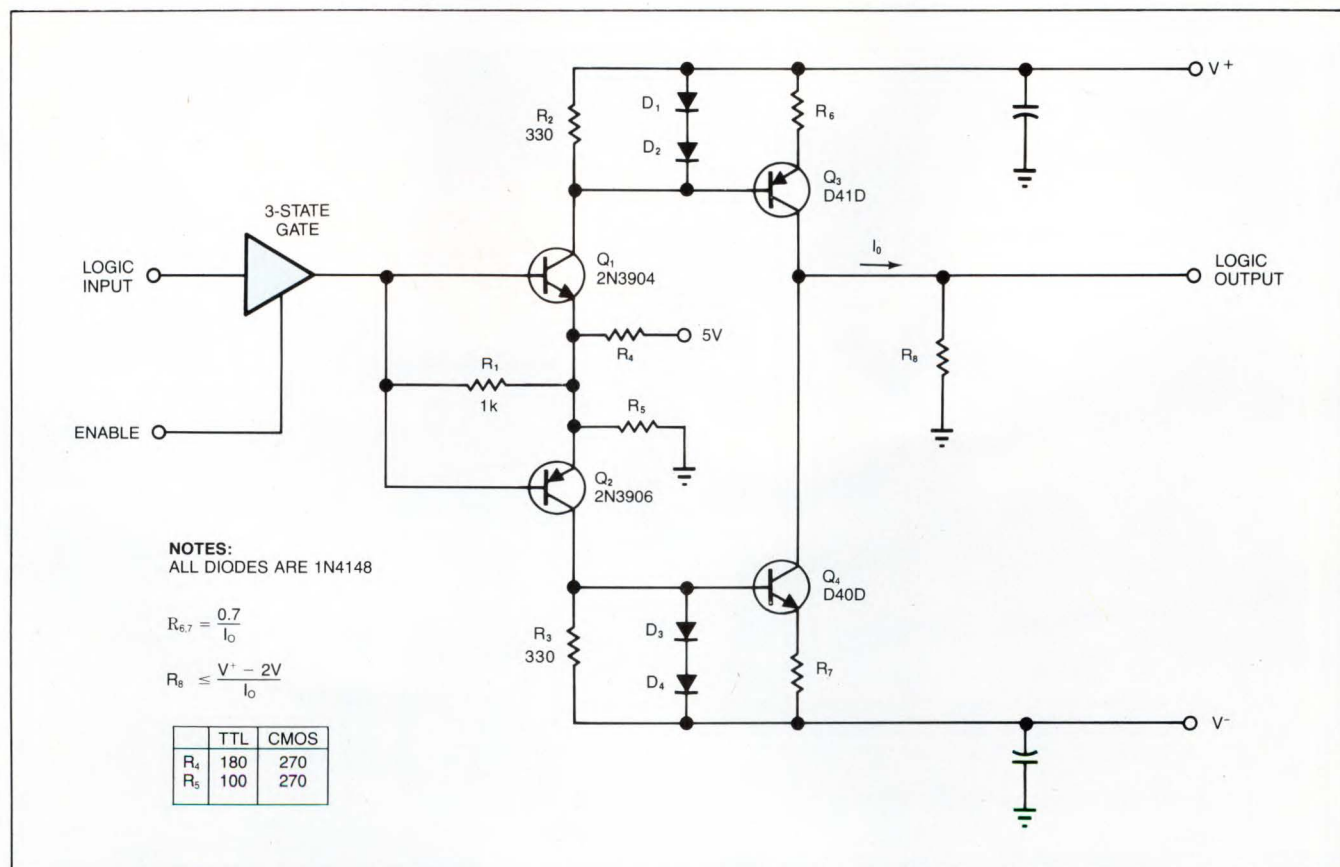 V+
R₂
330
D₁
D₂
R₆
Q₃
D41D
3-STATE
GATE
LOGIC
INPUT
Q₁
2N3904
I₀
LOGIC
OUTPUT
R₄
5V
R₈
R₁
1k
R₅
ENABLE
Q₂
2N3906
NOTES:
ALL DIODES ARE 1N4148
R₆,₇ = 0.7 / I_O
R₈ ≤ V⁺ − 2V / I_O
Q₄
D40D
R₃
330
D₃
D₄
R₇
V-
TTL CMOS
R₄ 180 270
R₅ 100 270